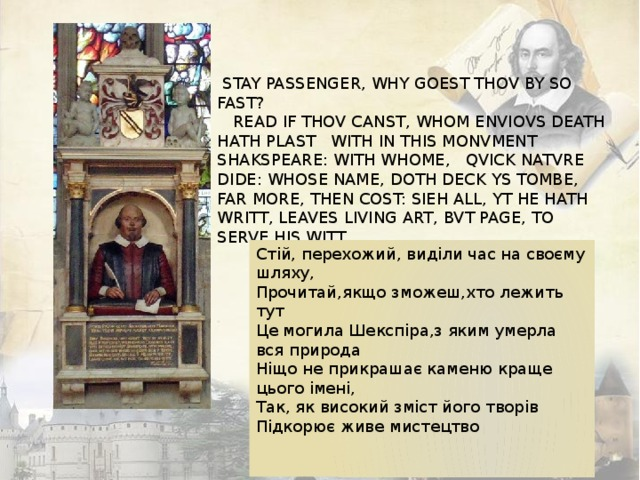 STAY PASSENGER, WHY GOEST THOV BY SO
FAST?
READ IF THOV CANST, WHOM ENVIOVS DEATH
HATH PLAST WITH IN THIS MONVMENT
SHAKSPEARE: WITH WHOME, QVICK NATVRE
DIDE: WHOSE NAME, DOTH DECK YS TOMBE,
FAR MORE, THEN COST: SIEH ALL, YT HE HATH
WRITT, LEAVES LIVING ART, BVT PAGE, TO
SERVE HIS WITT
Стій, перехожий, виділи час на своєму
шляху,
Прочитай,якщо зможеш,хто лежить
тут
Це могила Шекспіра,з яким умерла
вся природа
Ніщо не прикрашає каменю краще
цього імені,
Так, як високий зміст його творів
Підкорює живе мистецтво